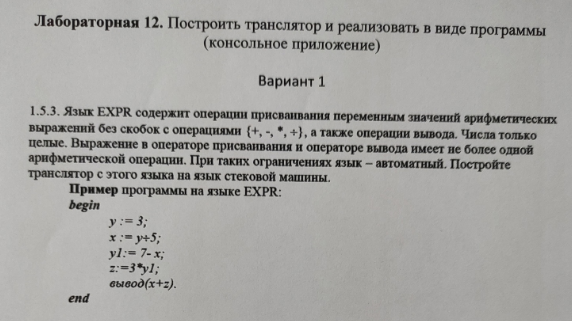 Лабораторная 12. Построить транслятор и реализовать в виде программы
(консольное приложение)
Вариант 1
1.5.3. Язык EXPR содержит операции присваивания переменным значений арифметических
выражений без скобок с операциями {+, -, *, ÷}, а также операции вывода. Числа только
целые. Выражение в операторе присваивания и операторе вывода имеет не более одной
арифметической операции. При таких ограничениях язык – автоматный. Постройте
транслятор с этого языка на язык стековой машины.
Пример программы на языке EXPR:
begin
y := 3;
x := y÷5;
y1:= 7- x;
z:=3*y1;
вывод(x+z).
end